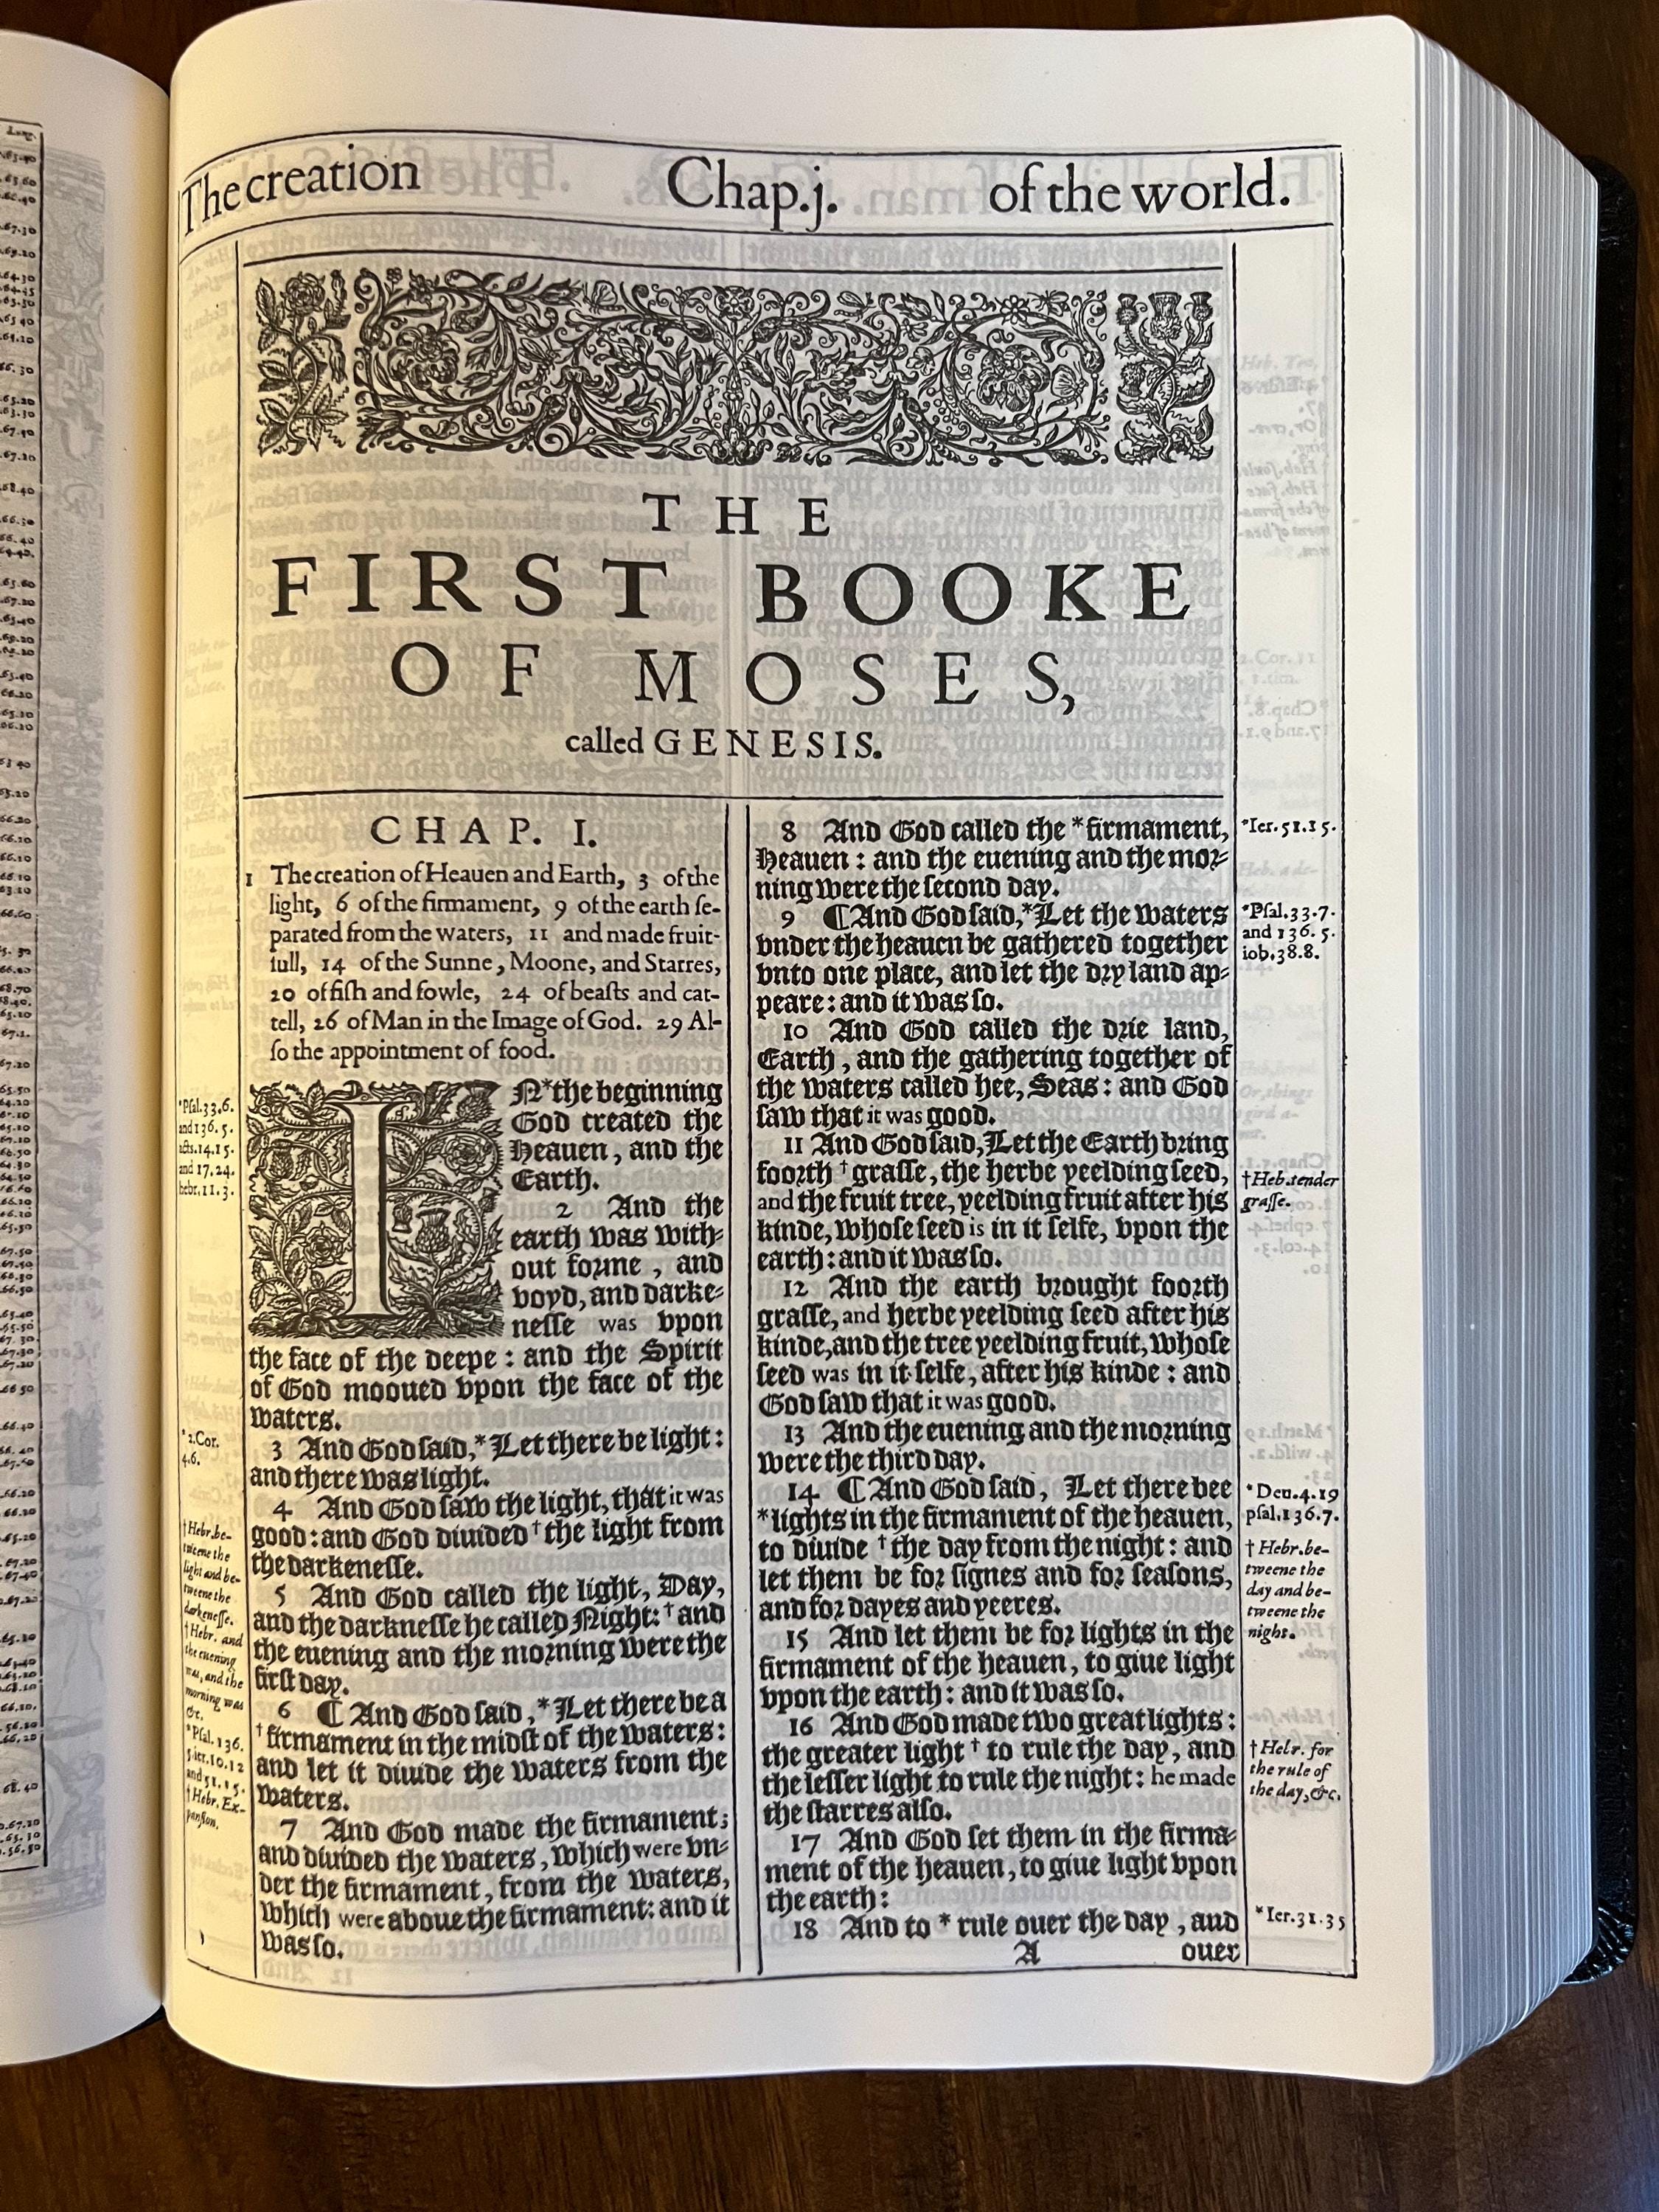 The creation Chap.j. of the world.
THE
FIRST BOOKE
OF MOSES,
called GENESIS.
CHAP. I.
1 The creation of Heauen and Earth, 3 of the
light, 6 of the firmament, 9 of the earth ſe-
parated from the waters, 11 and made fruit-
full, 14 of the Sunne, Moone, and Starres,
20 of fiſh and fowle, 24 of beaſts and cat-
tell, 26 of Man in the Image of God. 29 Al-
ſo the appointment of food.
IN *the beginning
God created the
Heauen, and the
Earth.
2 And the
earth was with-
out forme, and
voyd, and darke-
neſſe was vpon
the face of the deepe: and the Spirit
of God mooued vpon the face of the
waters.
3 And God ſaid,* Let there be light:
and there was light.
4 And God ſaw the light, that it was
good: and God diuided †the light from
the darkeneſſe.
5 And God called the light, Day,
and the darkneſſe he called Night: †and
the euening and the morning were the
firſt day.
6 ¶ And God ſaid,* Let there be a
†firmament in the midſt of the waters:
and let it diuide the waters from the
waters.
7 And God made the firmament;
and diuided the waters, which were vn-
der the firmament, from the waters,
which were aboue the firmament: and it
was ſo.
*Pſal.33.6.
and 136.5.
acts.14.15.
and 17.24.
hebr.11.3.
*2.Cor.
4.6.
†Hebr.be-
tweene the
light and be-
tweene the
darkeneſſe.
†Hebr. and
the euening
was, and the
morning was
&c.
*Pſal.136.
5.ier.10.12
and 51.15.
†Hebr. Ex-
panſion.
8 And God called the *firmament,
Heauen: and the euening and the mor-
ning were the ſecond day.
9 ¶And God ſaid,*Let the waters
vnder the heauen be gathered together
vnto one place, and let the dry land ap-
peare: and it was ſo.
10 And God called the drie land,
Earth, and the gathering together of
the waters called hee, Seas: and God
ſaw that it was good.
11 And God ſaid, Let the Earth bring
foorth †graſſe, the herbe yeelding ſeed,
and the fruit tree, yeelding fruit after his
kinde, whoſe ſeed is in it ſelfe, vpon the
earth: and it was ſo.
12 And the earth brought foorth
graſſe, and herbe yeelding ſeed after his
kinde, and the tree yeelding fruit, whoſe
ſeed was in it ſelfe, after his kinde: and
God ſaw that it was good.
13 And the euening and the morning
were the third day.
14 ¶And God ſaid, Let there bee
*lights in the firmament of the heauen,
to diuide †the day from the night: and
let them be for ſignes and for ſeaſons,
and for dayes and yeeres.
15 And let them be for lights in the
firmament of the heauen, to giue light
vpon the earth: and it was ſo.
16 And God made two great lights:
the greater light †to rule the day, and
the leſſer light to rule the night: he made
the ſtarres alſo.
17 And God ſet them in the firma-
ment of the heauen, to giue light vpon
the earth:
18 And to *rule ouer the day, and
A ouer
*Ier.51.15.
*Pſal.33.7.
and 136.5.
iob.38.8.
†Heb.tender
graſſe.
*Deu.4.19
pſal.136.7.
†Hebr.be-
tweene the
day and be-
tweene the
night.
†Hebr. for
the rule of
the day, &c.
*Ier.31.35